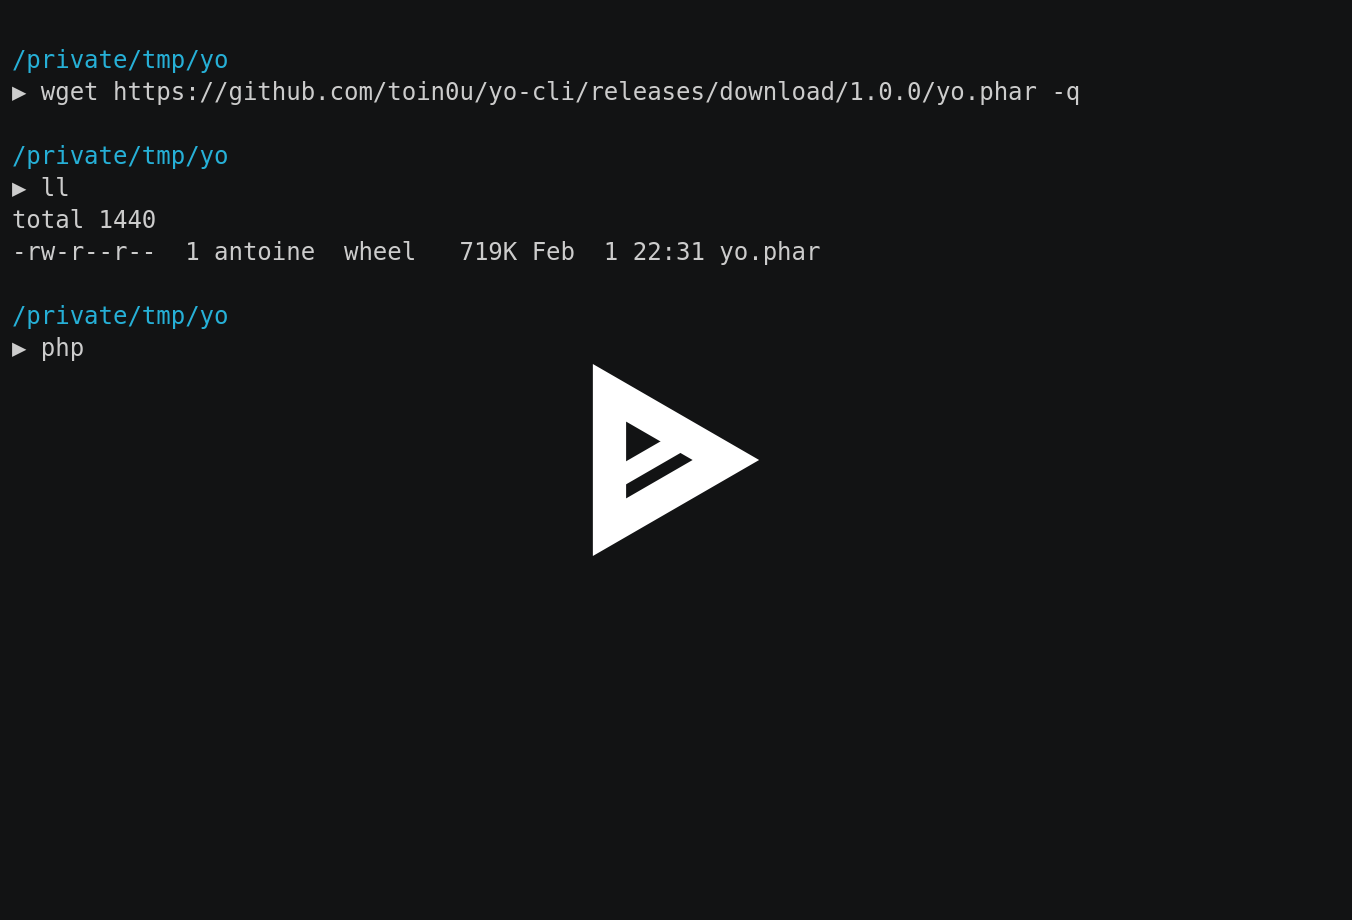 /private/tmp/yo
▶ wget https://github.com/toin0u/yo-cli/releases/download/1.0.0/yo.phar -q
/private/tmp/yo
▶ ll
total 1440
-rw-r--r--  1 antoine  wheel   719K Feb  1 22:31 yo.phar
/private/tmp/yo
▶ php